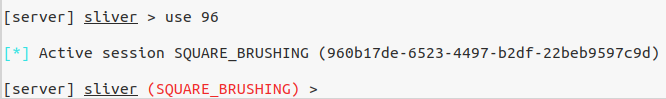 [server] sliver > use 96
[*] Active session SQUARE_BRUSHING (960b17de-6523-4497-b2df-22beb9597c9d)
[server] sliver (SQUARE_BRUSHING) >